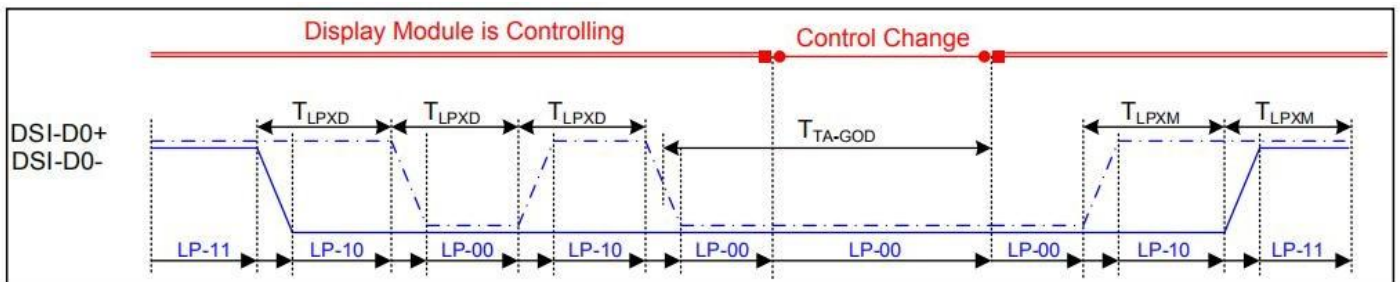 Display Module is Controlling Control Change
TLPXD TLPXD TLPXD TLPXM TLPXM
DSI-D0+
TTA-GOD
DSI-D0-
LP-11 LP-10 LP-00 LP-10 LP-00 LP-00 LP-00 LP-10 LP-11